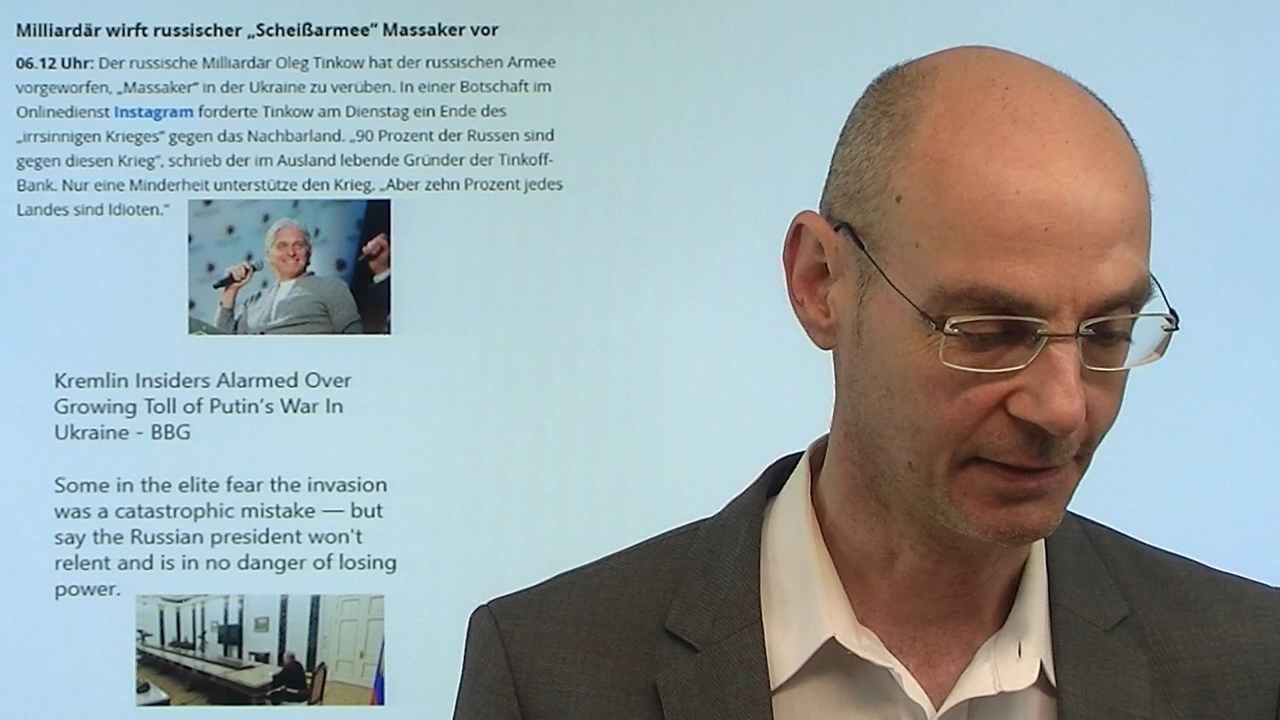 Milliardär wirft russischer „Scheißarmee“ Massaker vor
06.12 Uhr: Der russische Milliardär Oleg Tinkow hat der russischen Armee
vorgeworfen, „Massaker“ in der Ukraine zu verüben. In einer Botschaft im
Onlinedienst Instagram forderte Tinkow am Dienstag ein Ende des
„irrsinnigen Krieges“ gegen das Nachbarland. „90 Prozent der Russen sind
gegen diesen Krieg“, schrieb der im Ausland lebende Gründer der Tinkoff-
Bank. Nur eine Minderheit unterstütze den Krieg. „Aber zehn Prozent jedes
Landes sind Idioten.“
Kremlin Insiders Alarmed Over
Growing Toll of Putin’s War In
Ukraine - BBG
Some in the elite fear the invasion
was a catastrophic mistake — but
say the Russian president won't
relent and is in no danger of losing
power.